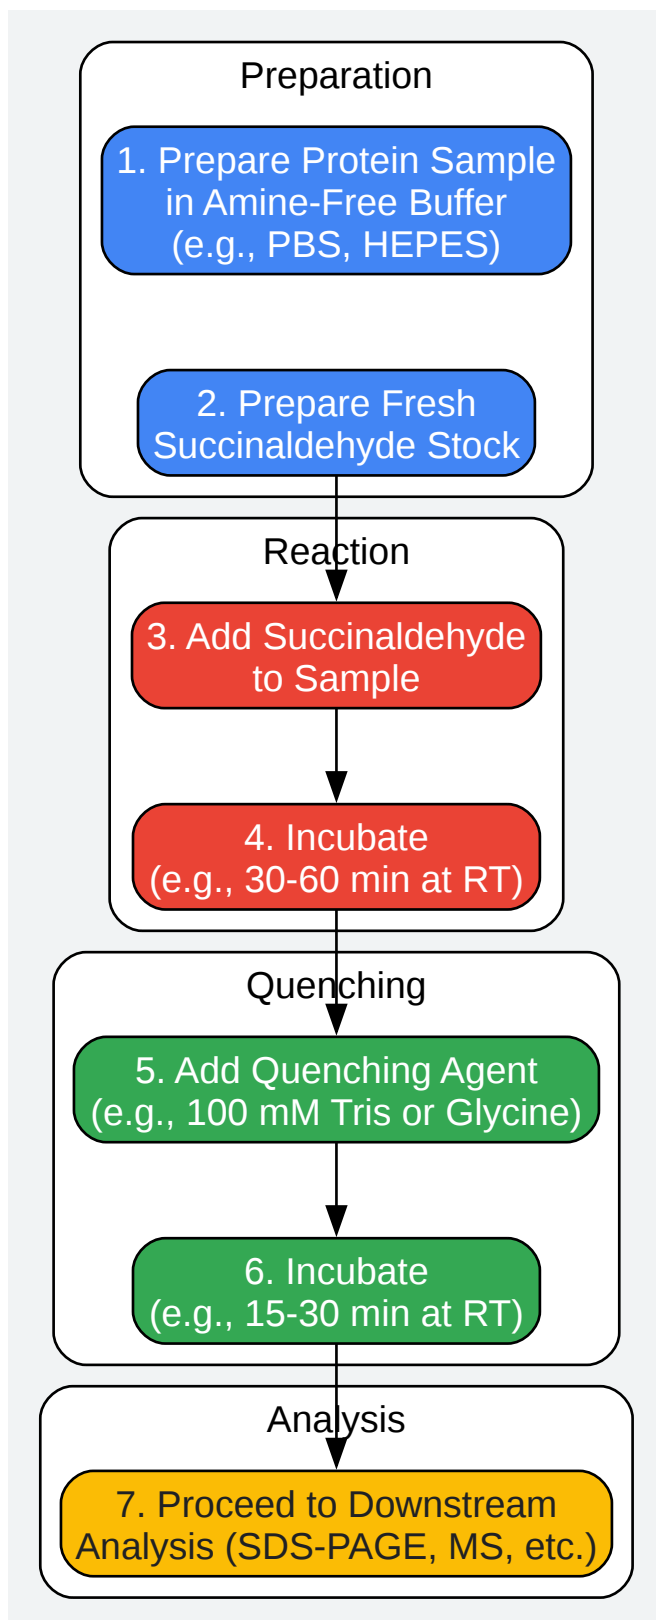 Preparation
1. Prepare Protein Sample
in Amine-Free Buffer
(e.g., PBS, HEPES)
2. Prepare Fresh
Succinaldehyde Stock
Reaction
3. Add Succinaldehyde
to Sample
4. Incubate
(e.g., 30-60 min at RT)
Quenching
5. Add Quenching Agent
(e.g., 100 mM Tris or Glycine)
6. Incubate
(e.g., 15-30 min at RT)
Analysis
7. Proceed to Downstream
Analysis (SDS-PAGE, MS, etc.)